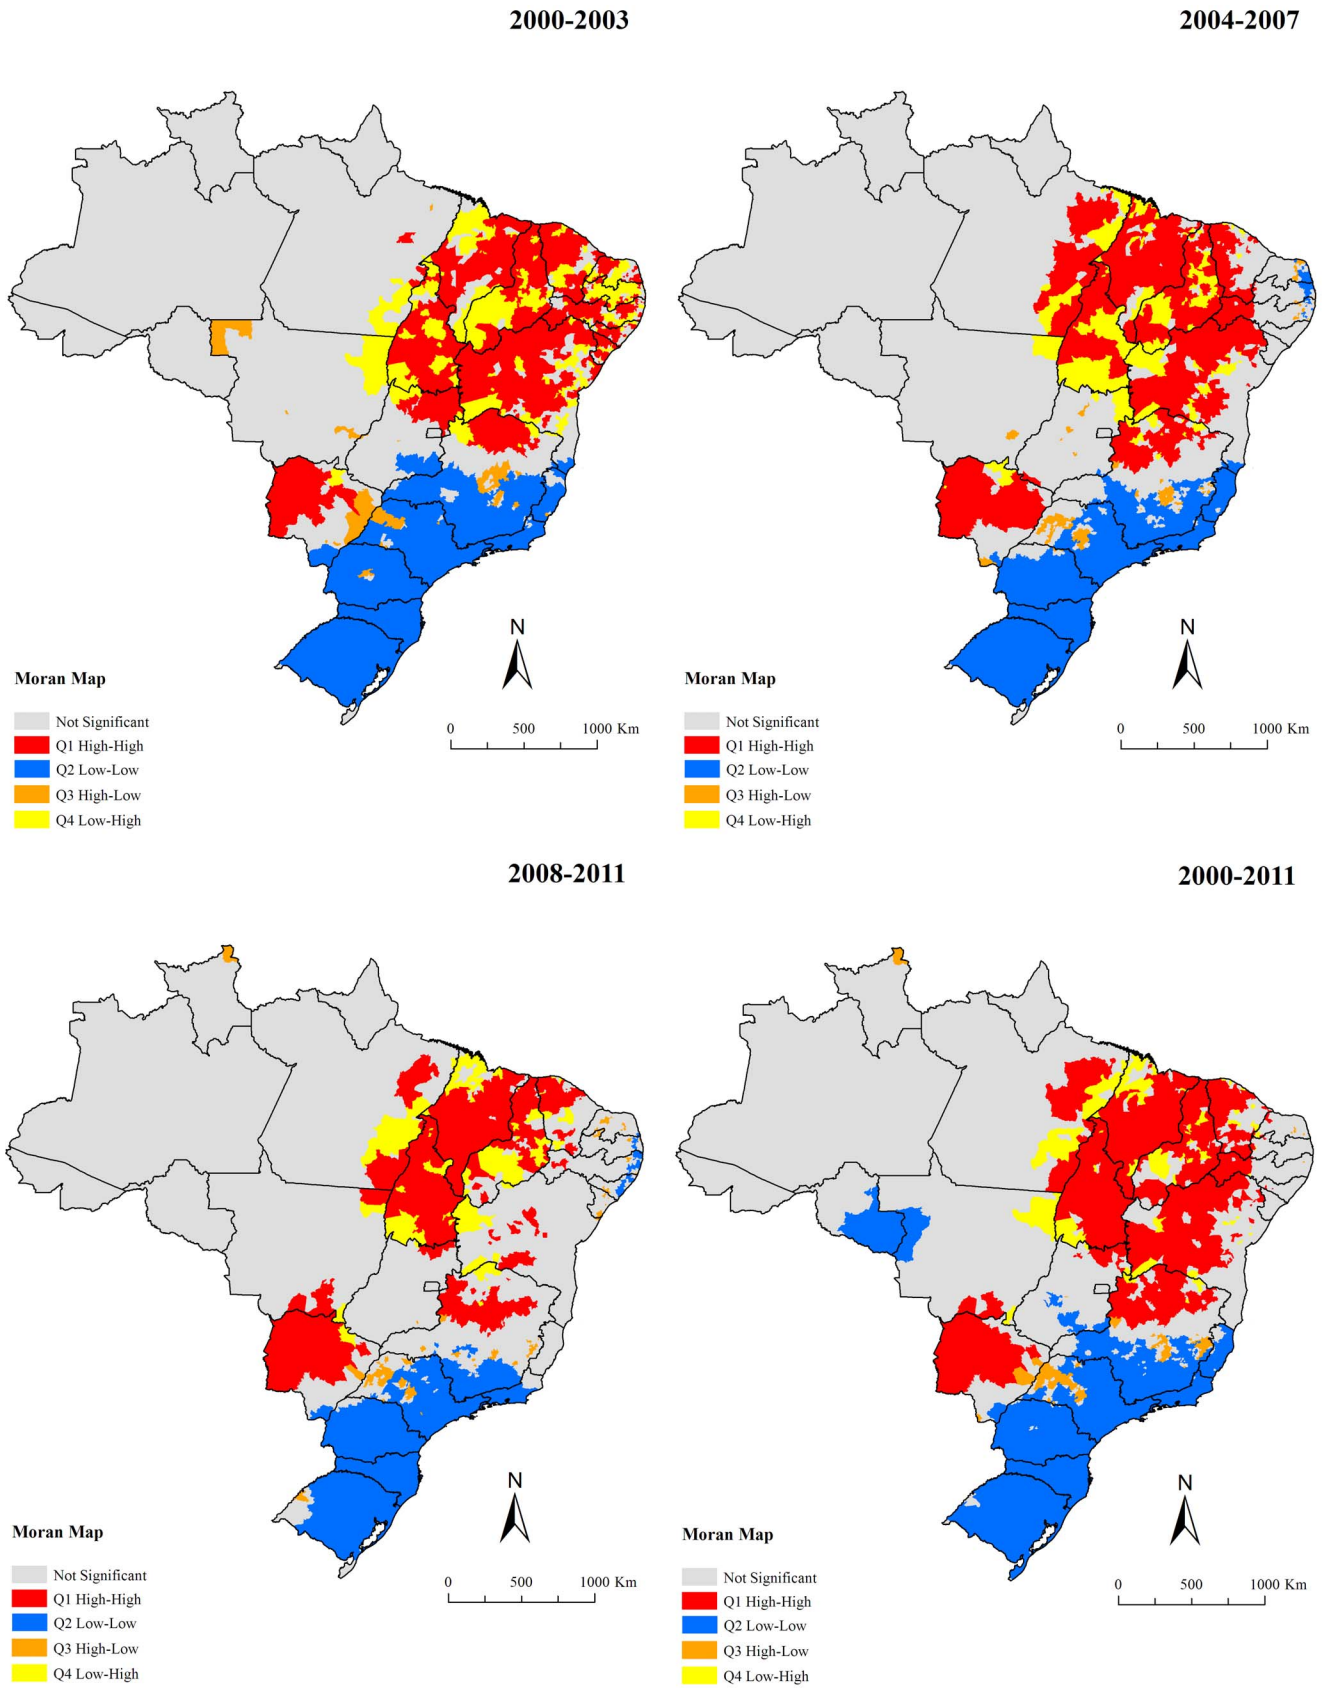 2000-2003
N
Moran Map
Not Significant
Q1 High-High
Q2 Low-Low
Q3 High-Low
Q4 Low-High
0 500 1000 Km
2004-2007
N
Moran Map
Not Significant
Q1 High-High
Q2 Low-Low
Q3 High-Low
Q4 Low-High
0 500 1000 Km
2008-2011
N
Moran Map
Not Significant
Q1 High-High
Q2 Low-Low
Q3 High-Low
Q4 Low-High
0 500 1000 Km
2000-2011
N
Moran Map
Not Significant
Q1 High-High
Q2 Low-Low
Q3 High-Low
Q4 Low-High
0 500 1000 Km